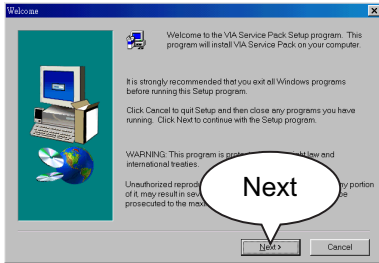 Welcome
Welcome to the VIA Service Pack Setup program. This
program will install VIA Service Pack on your computer.
It is strongly recommended that you exit all Windows programs
before running this Setup program.
Click Cancel to quit Setup and then close any programs you have
running. Click Next to continue with the Setup program.
WARNING: This program is law and
international treaties.
Unauthorized portion
of it, may result in
prosecuted to the
Next
Next >
Cancel